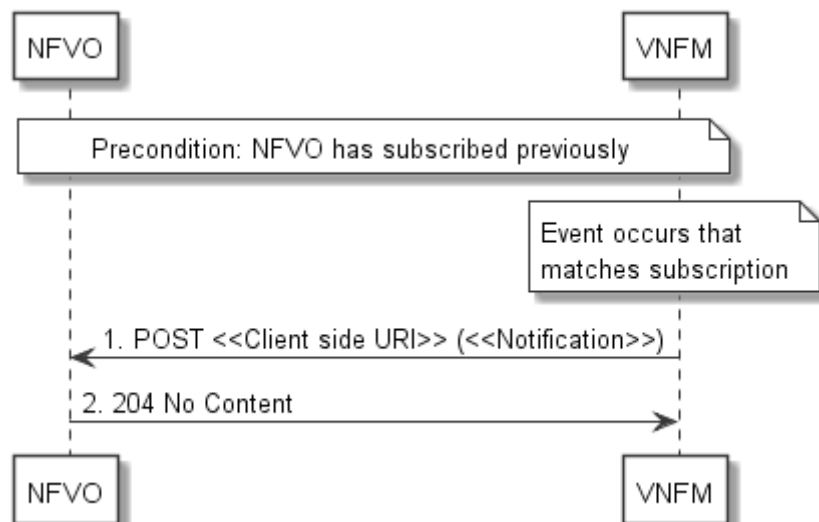 NFVO
VNFM
Precondition: NFVO has subscribed previously
Event occurs that
matches subscription
1. POST <<Client side URI>> (<<Notification>>)
2. 204 No Content
NFVO
VNFM